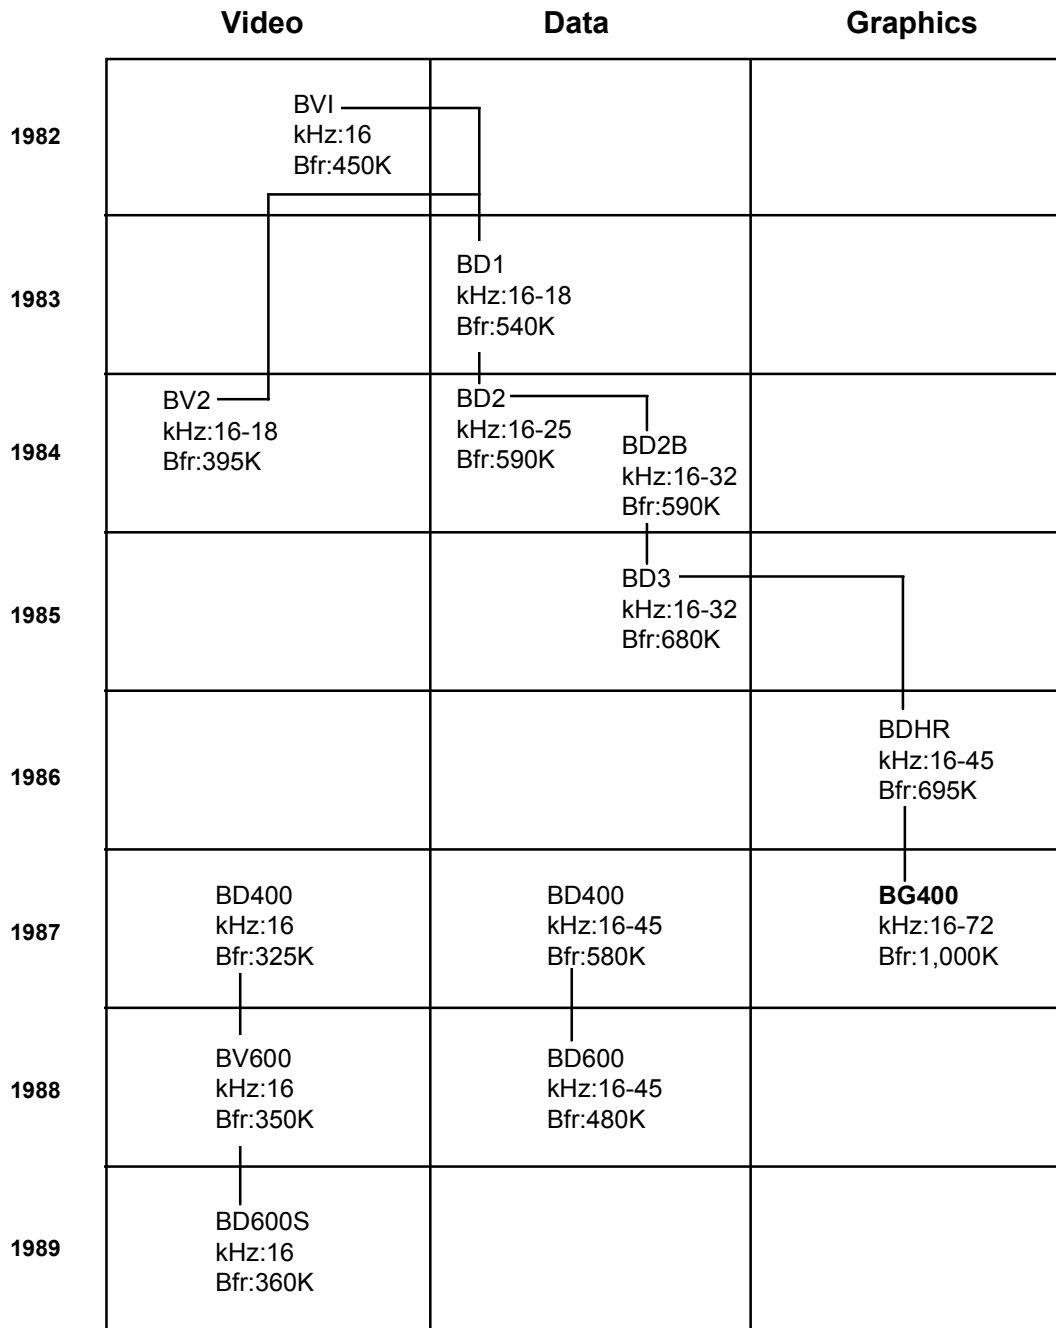 Video Data Graphics
1982
BVI
kHz:16
Bfr:450K
1983
BD1
kHz:16-18
Bfr:540K
1984
BV2
kHz:16-18
Bfr:395K
BD2
kHz:16-25
Bfr:590K
BD2B
kHz:16-32
Bfr:590K
1985
BD3
kHz:16-32
Bfr:680K
1986
BDHR
kHz:16-45
Bfr:695K
1987
BD400
kHz:16
Bfr:325K
BD400
kHz:16-45
Bfr:580K
BG400
kHz:16-72
Bfr:1,000K
1988
BV600
kHz:16
Bfr:350K
BD600
kHz:16-45
Bfr:480K
1989
BD600S
kHz:16
Bfr:360K